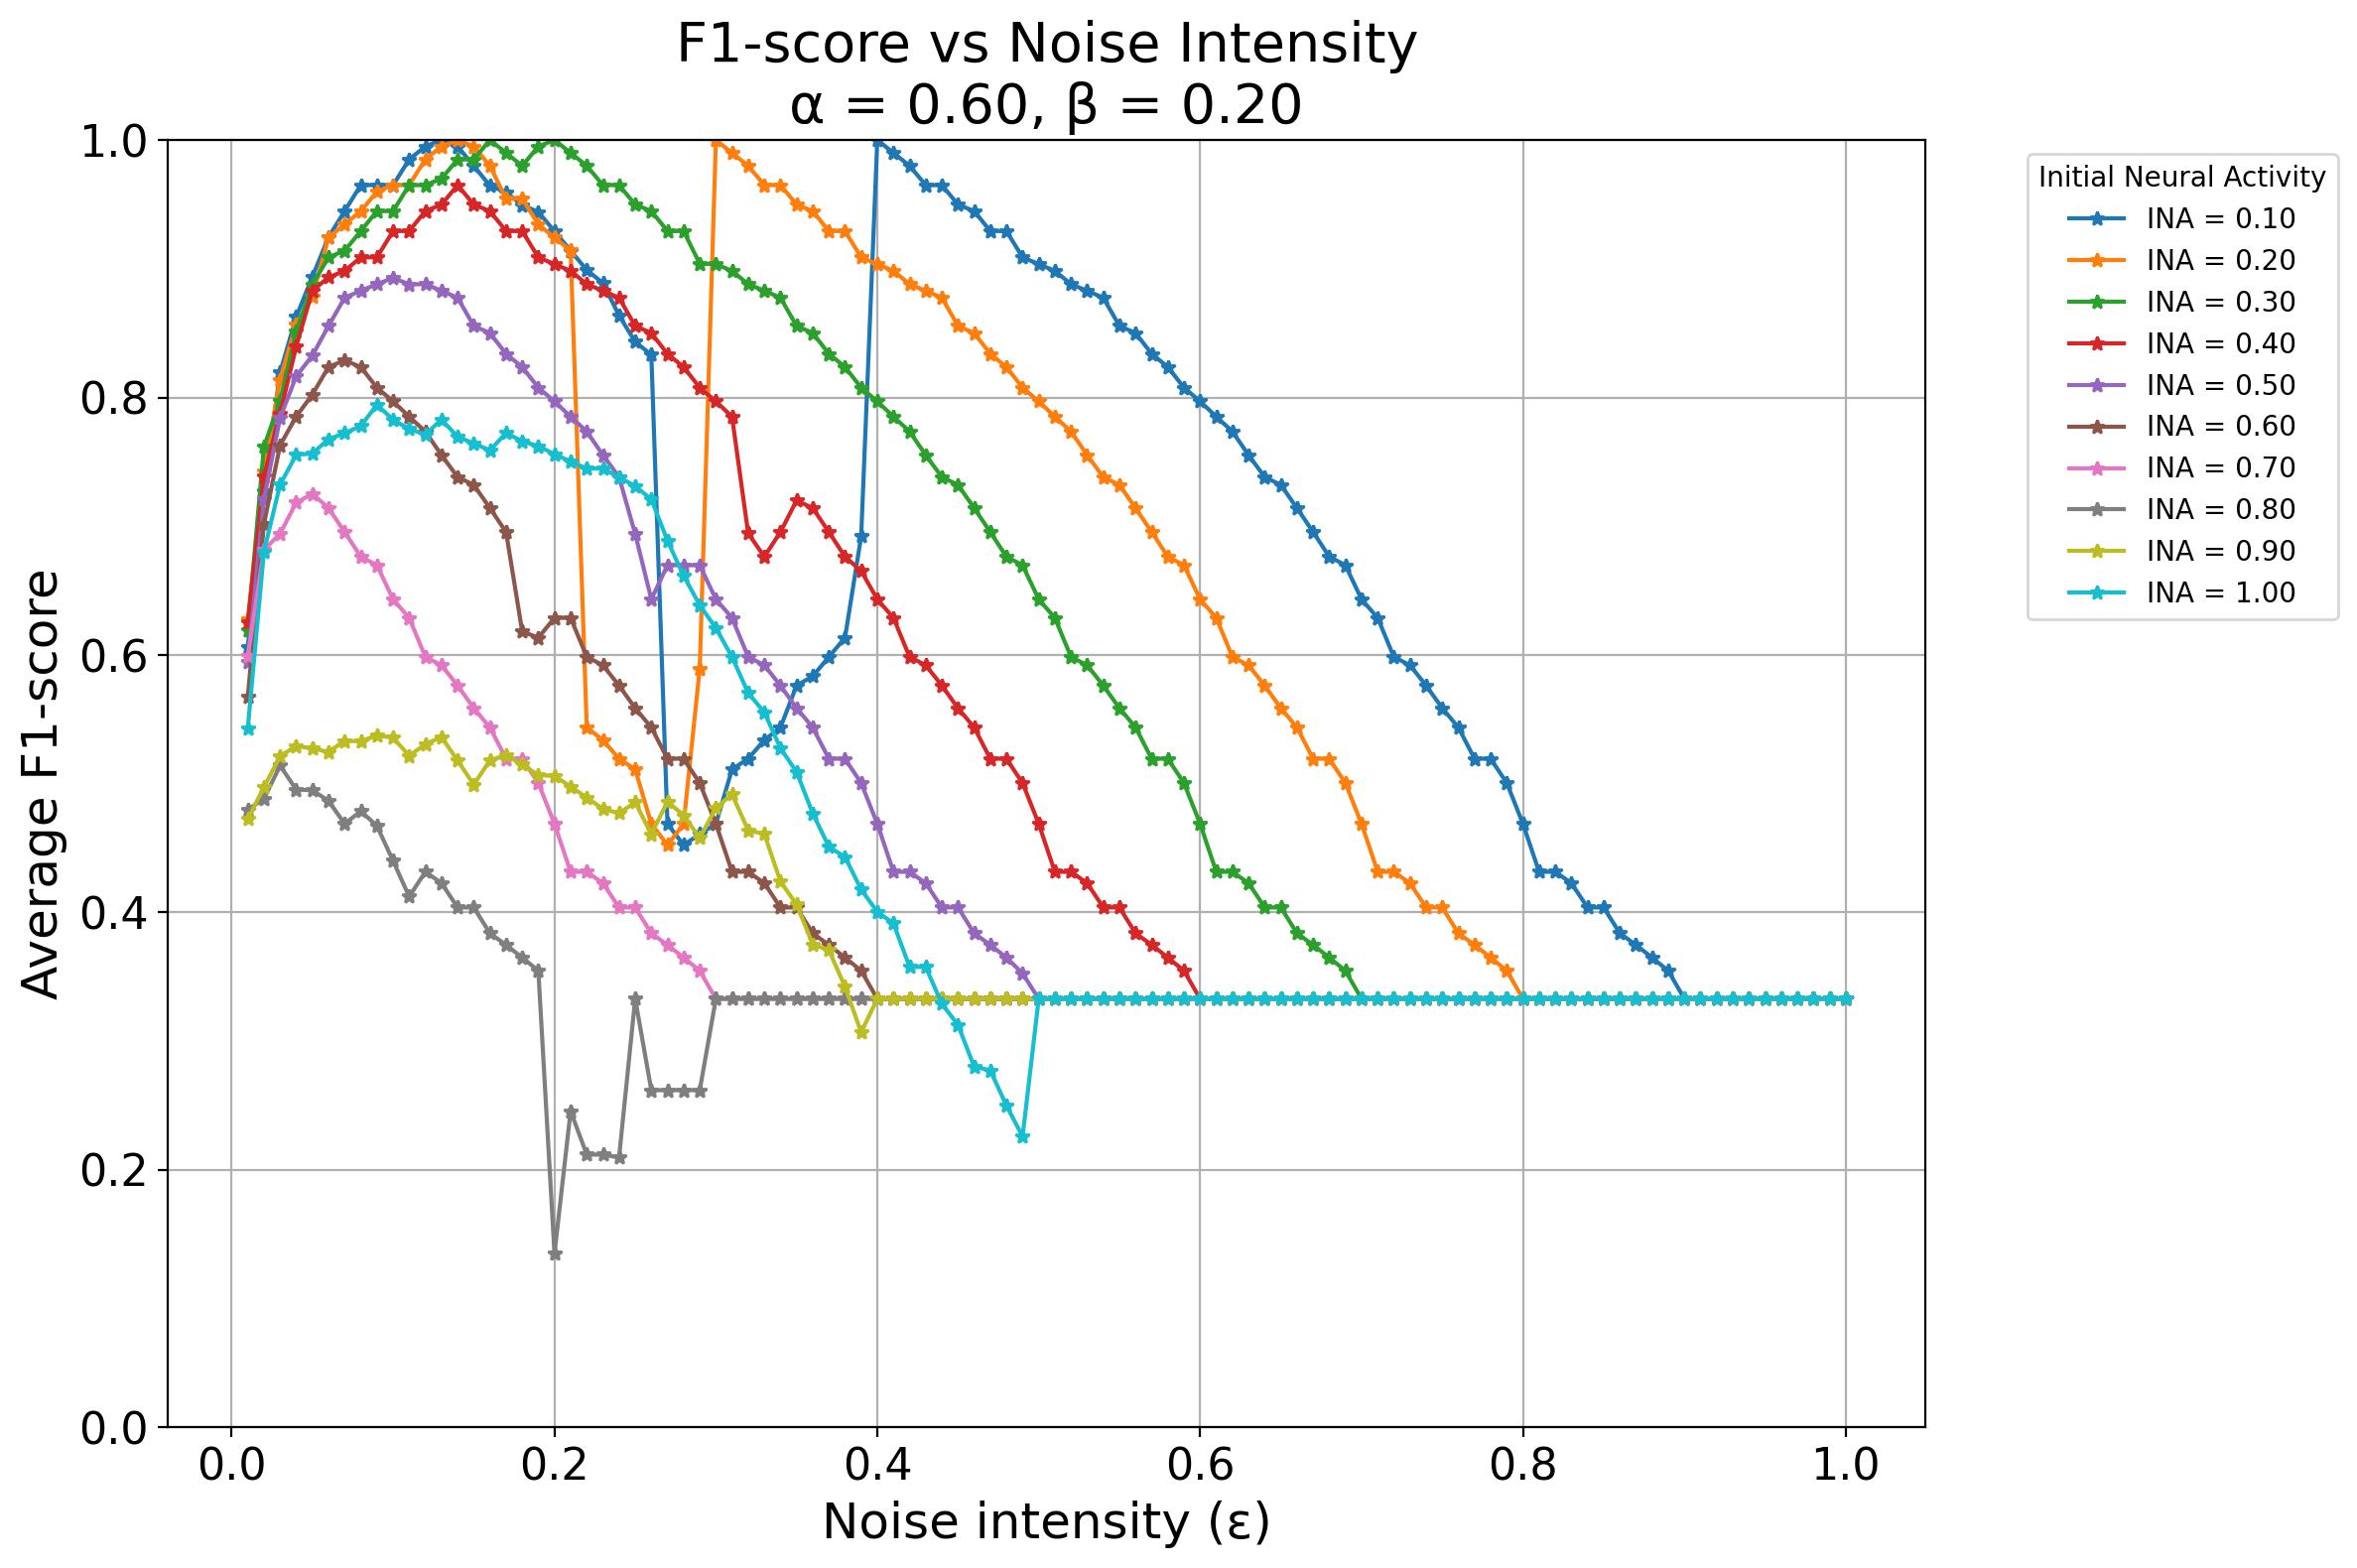 F1-score vs Noise Intensity
α = 0.60, β = 0.20
1.0
0.8
0.6
0.4
0.2
0.0
Average F1-score
0.0
0.2
0.4
0.6
0.8
1.0
Noise intensity (ε)
Initial Neural Activity
INA = 0.10
INA = 0.20
INA = 0.30
INA = 0.40
INA = 0.50
INA = 0.60
INA = 0.70
INA = 0.80
INA = 0.90
INA = 1.00